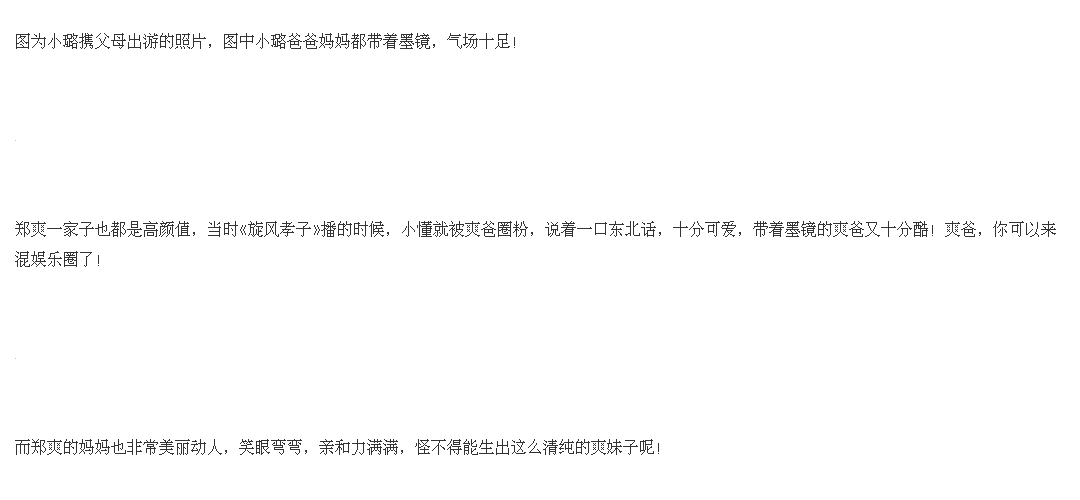 图为小璐携父母出游的照片，图中小璐爸爸妈妈都带着墨镜，气场十足!
郑爽一家子也都是高颜值，当时«旋风孝子»播的时候，小懂就被爽爸圈粉，说着一口东北话，十分可爱，带着墨镜的爽爸又十分酷! 爽爸，你可以来
混娱乐圈了!
而郑爽的妈妈也非常美丽动人，笑眼弯弯，亲和力满满，怪不得能生出这么清纯的爽妹子呢!